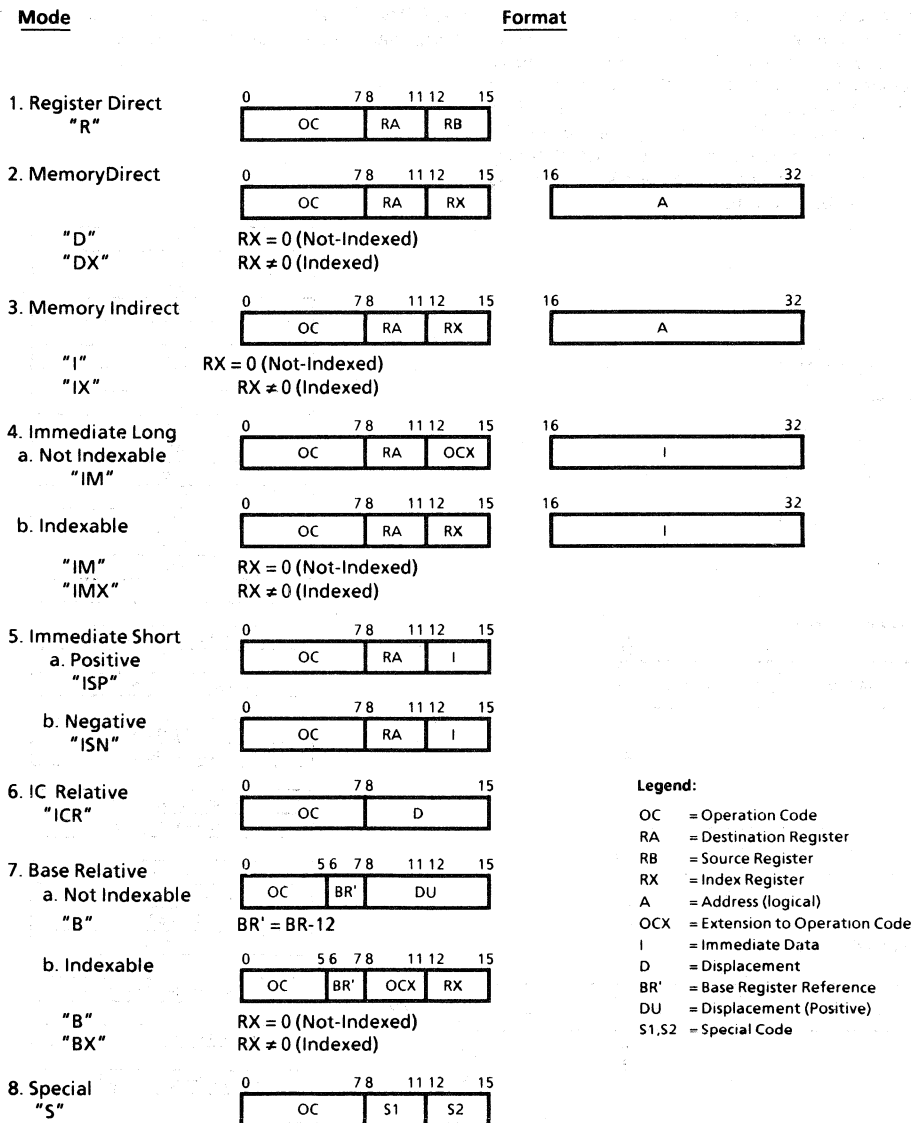 Mode Format
1. Register Direct
"R"
0 7 8 11 12 15
OC RA RB
2. MemoryDirect
0 7 8 11 12 15 16 32
OC RA RX A
"D" RX = 0 (Not-Indexed)
"DX" RX ≠ 0 (Indexed)
3. Memory Indirect
0 7 8 11 12 15 16 32
OC RA RX A
"I" RX = 0 (Not-Indexed)
"IX" RX ≠ 0 (Indexed)
4. Immediate Long
a. Not Indexable
"IM"
0 7 8 11 12 15 16 32
OC RA OCX I
b. Indexable
0 7 8 11 12 15 16 32
OC RA RX I
"IM" RX = 0 (Not-Indexed)
"IMX" RX ≠ 0 (Indexed)
5. Immediate Short
a. Positive
"ISP"
0 7 8 11 12 15
OC RA I
b. Negative
"ISN"
0 7 8 11 12 15
OC RA I
6. IC Relative
"ICR"
0 7 8 15
OC D
7. Base Relative
a. Not Indexable
0 5 6 7 8 11 12 15
OC BR' DU
"B" BR' = BR-12
b. Indexable
0 5 6 7 8 11 12 15
OC BR' OCX RX
"B" RX = 0 (Not-Indexed)
"BX" RX ≠ 0 (Indexed)
8. Special
"S"
0 7 8 11 12 15
OC S1 S2
Legend:
OC = Operation Code
RA = Destination Register
RB = Source Register
RX = Index Register
A = Address (logical)
OCX = Extension to Operation Code
I = Immediate Data
D = Displacement
BR' = Base Register Reference
DU = Displacement (Positive)
S1,S2 = Special Code